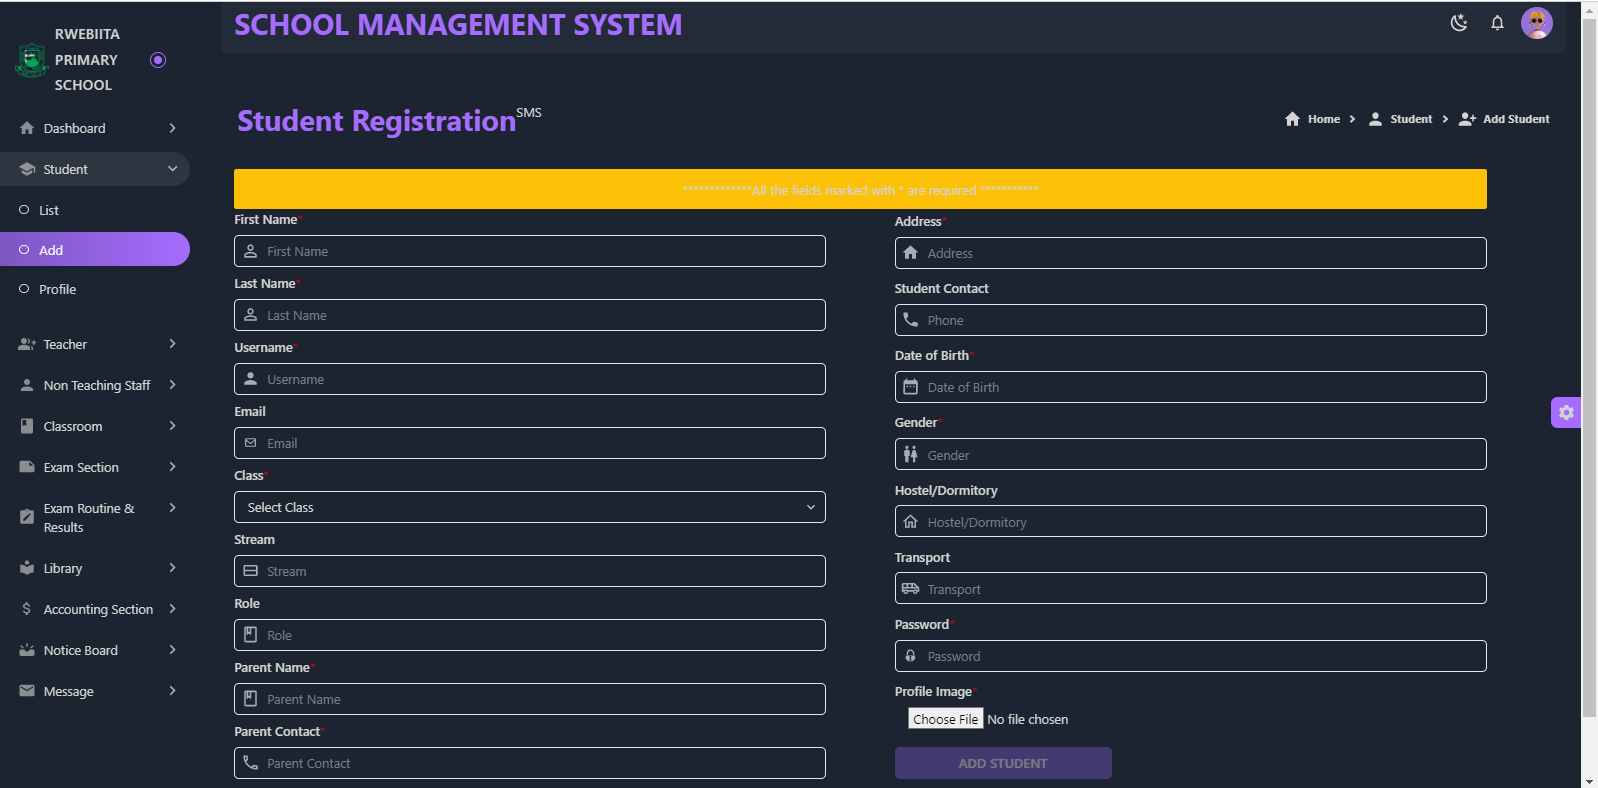 RWEBIITA
PRIMARY
SCHOOL
Dashboard
Student
List
Add
Profile
Teacher
Non Teaching Staff
Classroom
Exam Section
Exam Routine &
Results
Library
Accounting Section
Notice Board
Message
SCHOOL MANAGEMENT SYSTEM
Student Registration SMS
Home > Student > Add Student
*************All the fields marked with * are required ***********
First Name*
First Name
Last Name*
Last Name
Username*
Username
Email
Email
Class*
Select Class
Stream
Stream
Role
Role
Parent Name*
Parent Name
Parent Contact*
Parent Contact
Address*
Address
Student Contact
Phone
Date of Birth*
Date of Birth
Gender*
Gender
Hostel/Dormitory
Hostel/Dormitory
Transport
Transport
Password*
Password
Profile Image*
Choose File No file chosen
ADD STUDENT